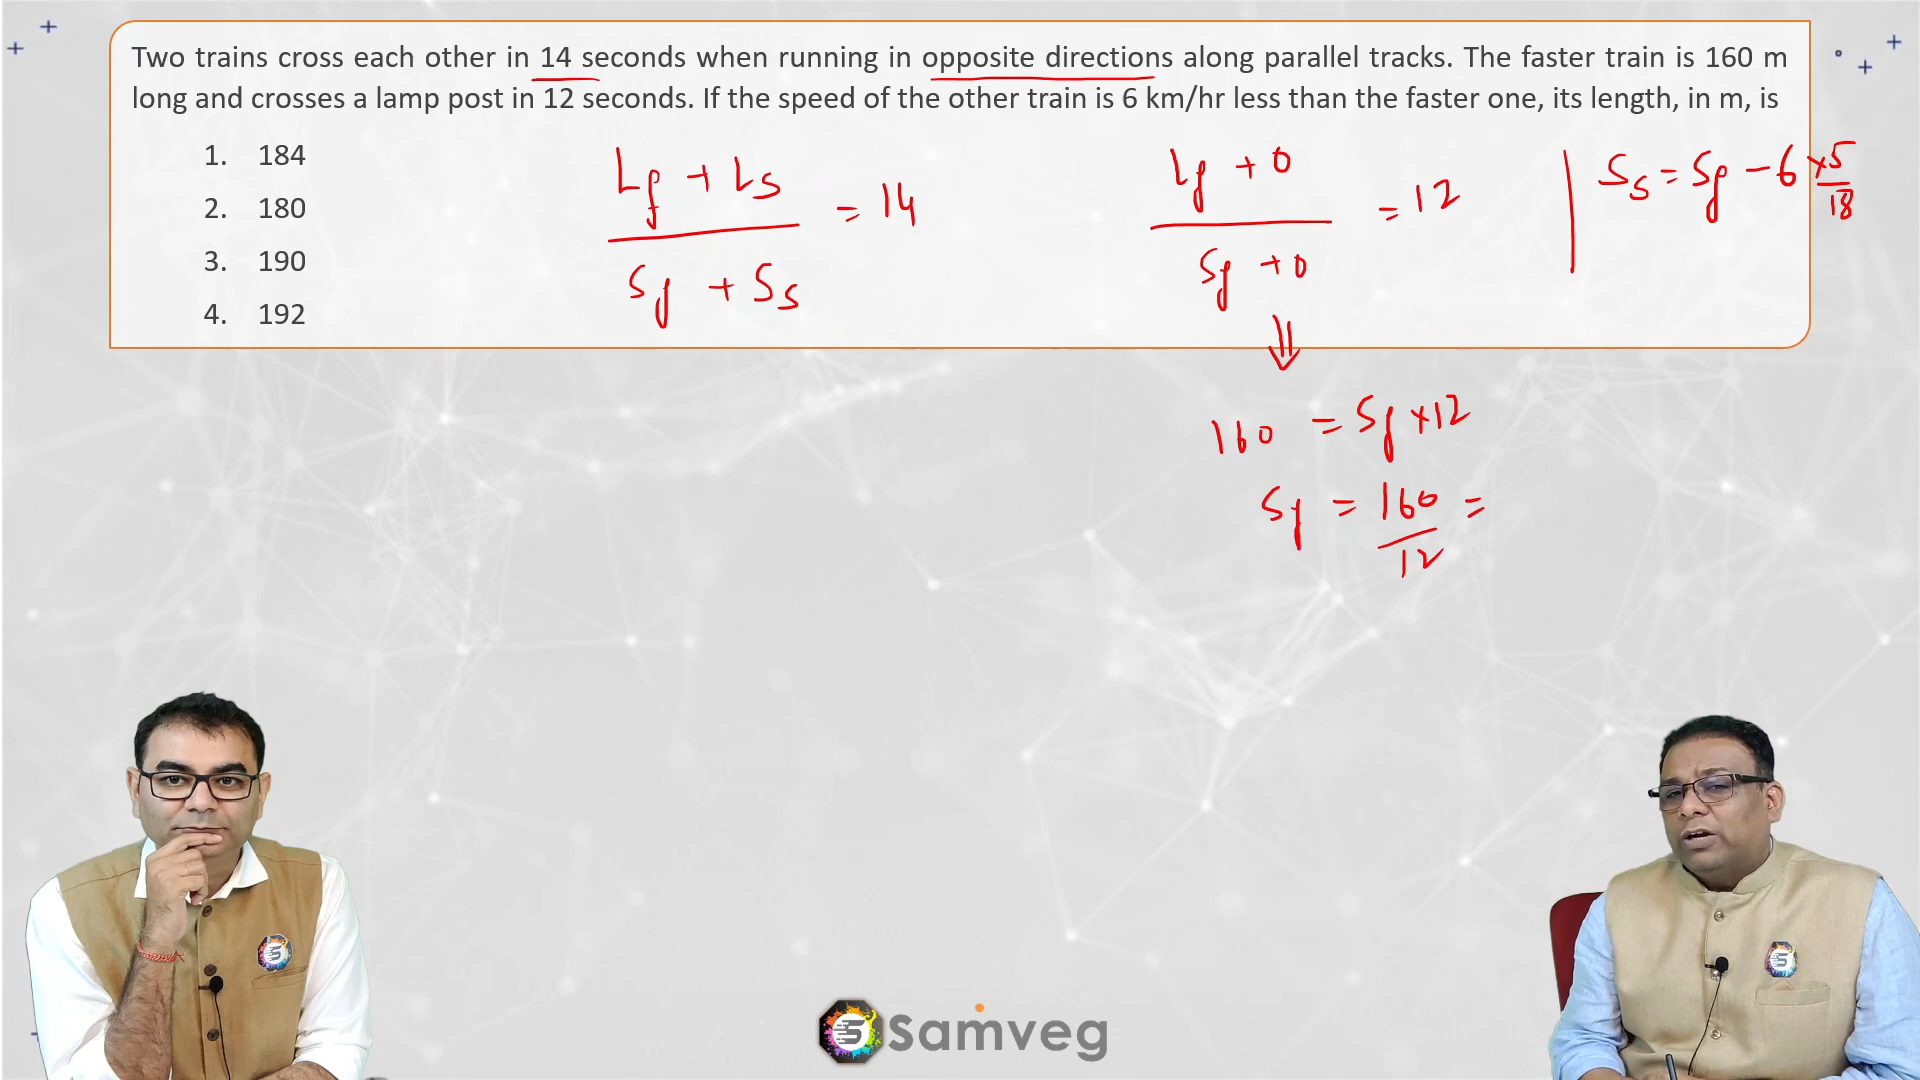 Two trains cross each other in 14 seconds when running in opposite directions along parallel tracks. The faster train is 160 m
long and crosses a lamp post in 12 seconds. If the speed of the other train is 6 km/hr less than the faster one, its length, in m, is
1. 184
2. 180
3. 190
4. 192
Lf + Ls
= 14
Sf + Ss
Lf + 0
= 12
Sf + 0
Ss = Sf - 6 × 5
18
⇓
160 = Sf × 12
Sf = 160 =
12
Samveg